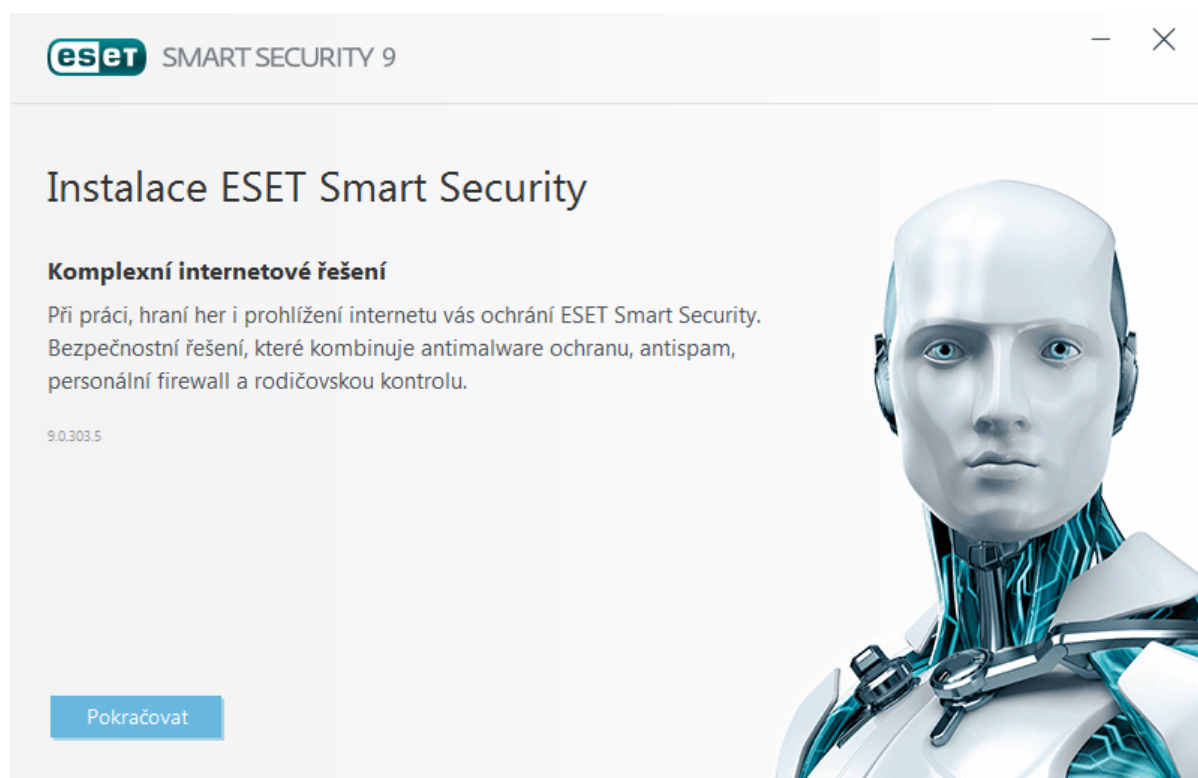 eset SMART SECURITY 9
Instalace ESET Smart Security
Komplexní internetové řešení
Při práci, hraní her i prohlížení internetu vás ochrání ESET Smart Security.
Bezpečnostní řešení, které kombinuje antimalware ochranu, antispam,
personální firewall a rodičovskou kontrolu.
9.0.303.5
Pokračovat